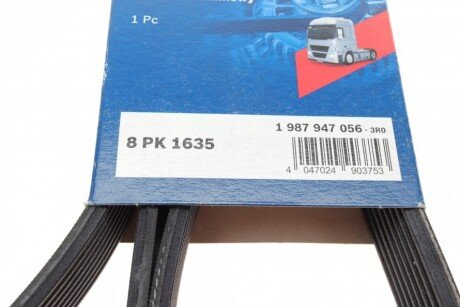 1 Pc
1 987 947 056 - 3R0
8 PK 1635
4 047024 903753